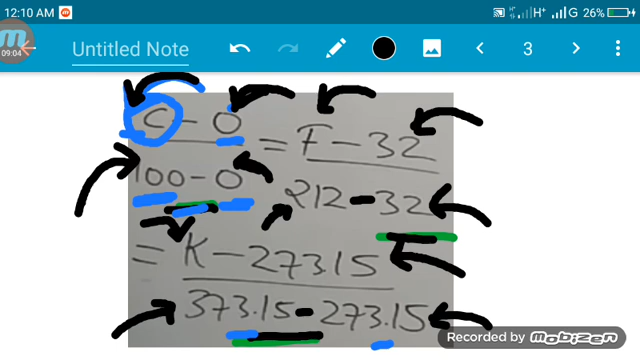 12:10 AM
H+ G 26%
09:04
Untitled Note
3
C - 0 = F - 32
100 - 0 212 - 32
= K - 273.15
373.15 - 273.15
Recorded by mobizen